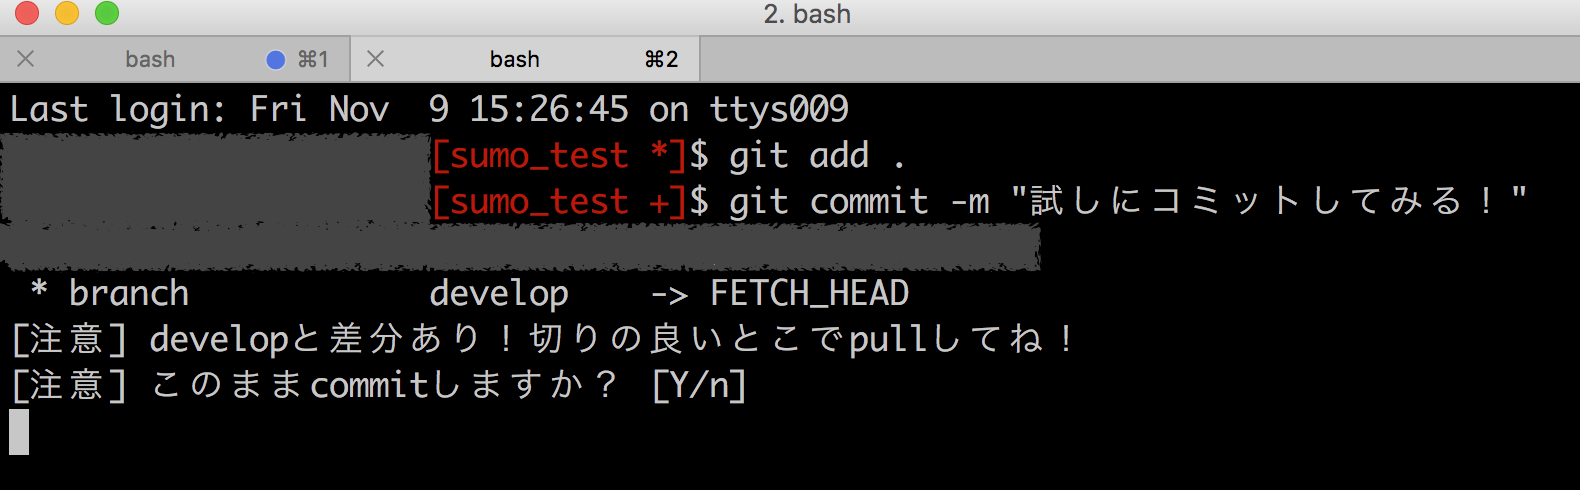 2. bash
bash ⌘1 bash ⌘2
Last login: Fri Nov  9 15:26:45 on ttys009
[sumo_test *]$ git add .
[sumo_test +]$ git commit -m "試しにコミットしてみる！"
 * branch            develop    -> FETCH_HEAD
[注意] developと差分あり！切りの良いとこでpullしてね！
[注意] このままcommitしますか？ [Y/n]